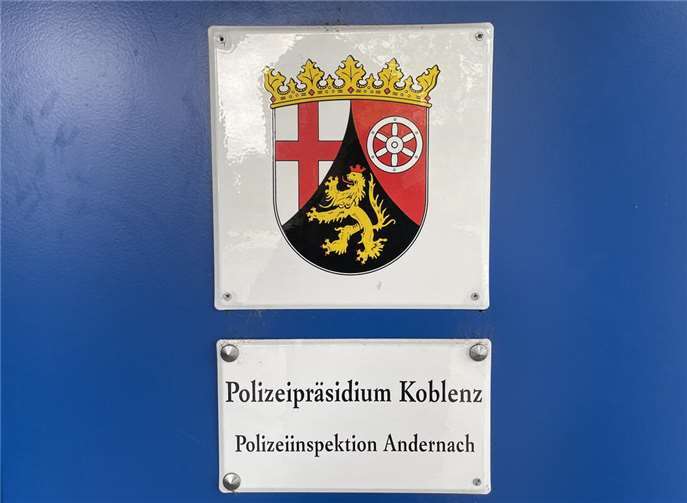 Polizeipräsidium Koblenz
Polizeiinspektion Andernach